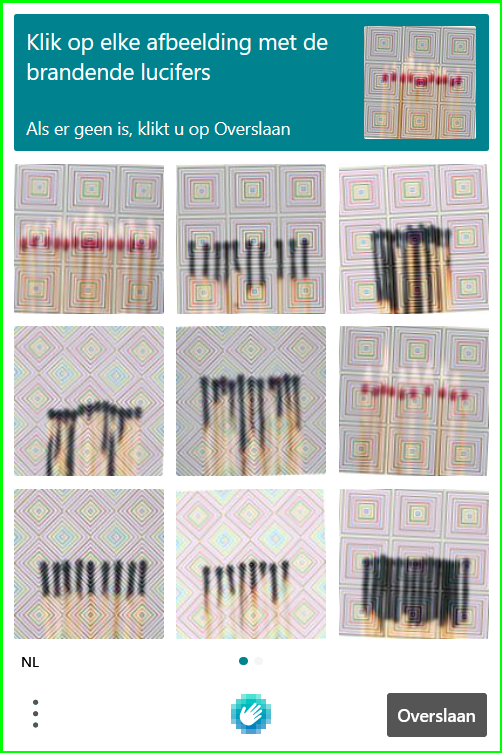 Klik op elke afbeelding met de
brandende lucifers
Als er geen is, klikt u op Overslaan
NL
Overslaan